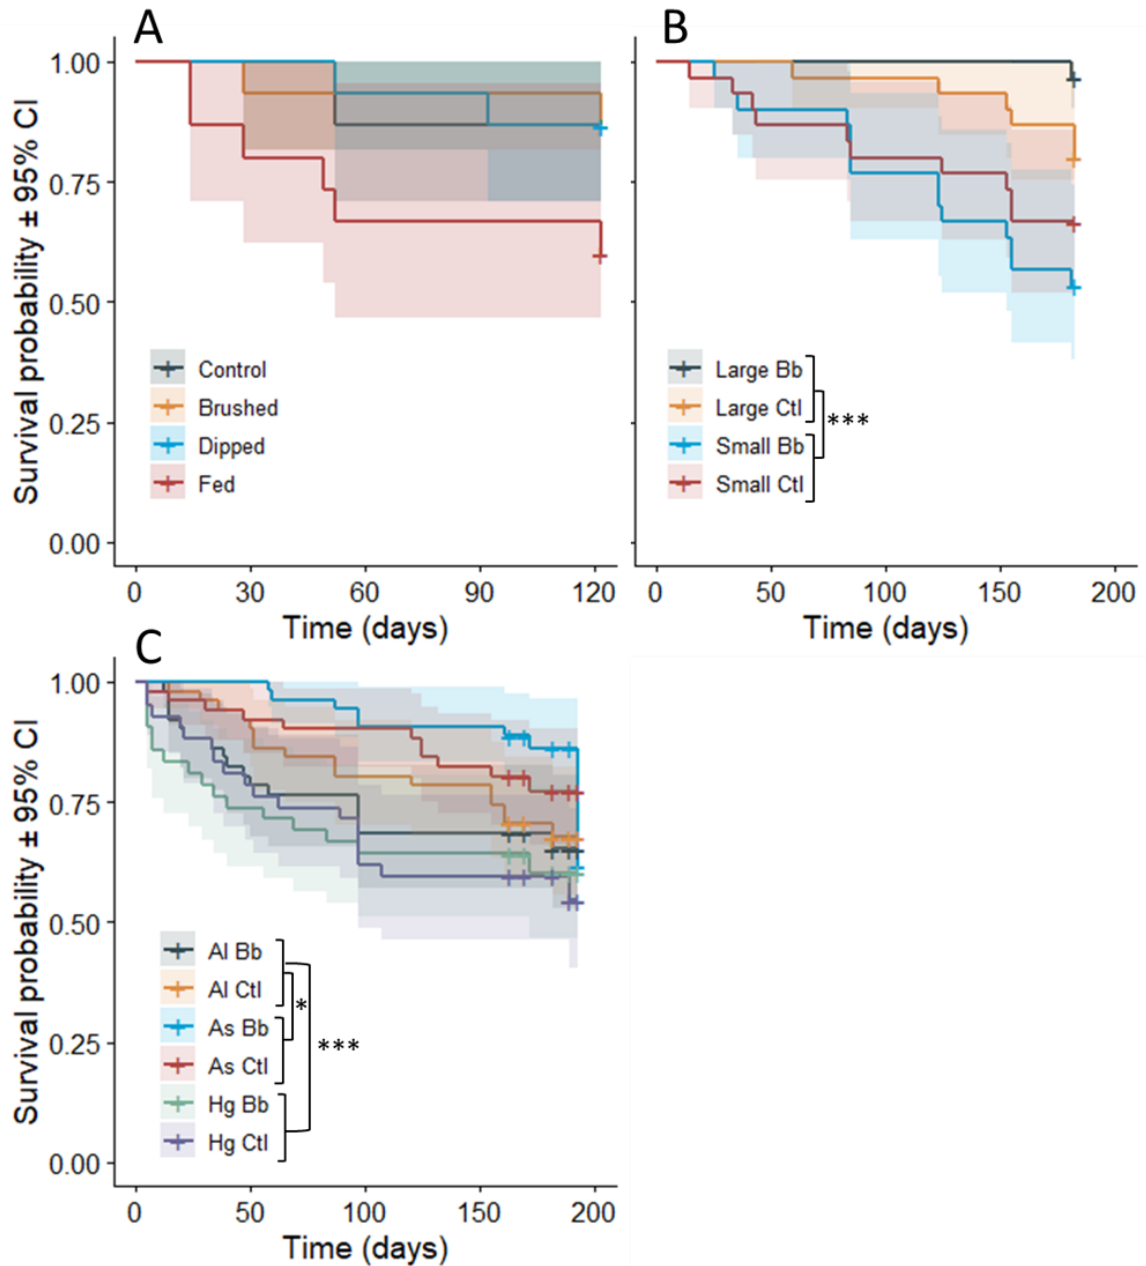 A
B
Survival probability ± 95% CI
1.00
0.75
0.50
0.25
0.00
Control
Brushed
Dipped
Fed
0 30 60 90 120
Time (days)
Large Bb
Large Ctl
Small Bb
Small Ctl
***
0 50 100 150 200
Time (days)
C
Survival probability ± 95% CI
1.00
0.75
0.50
0.25
0.00
Al Bb
Al Ctl
As Bb
As Ctl
Hg Bb
Hg Ctl
*
***
0 50 100 150 200
Time (days)